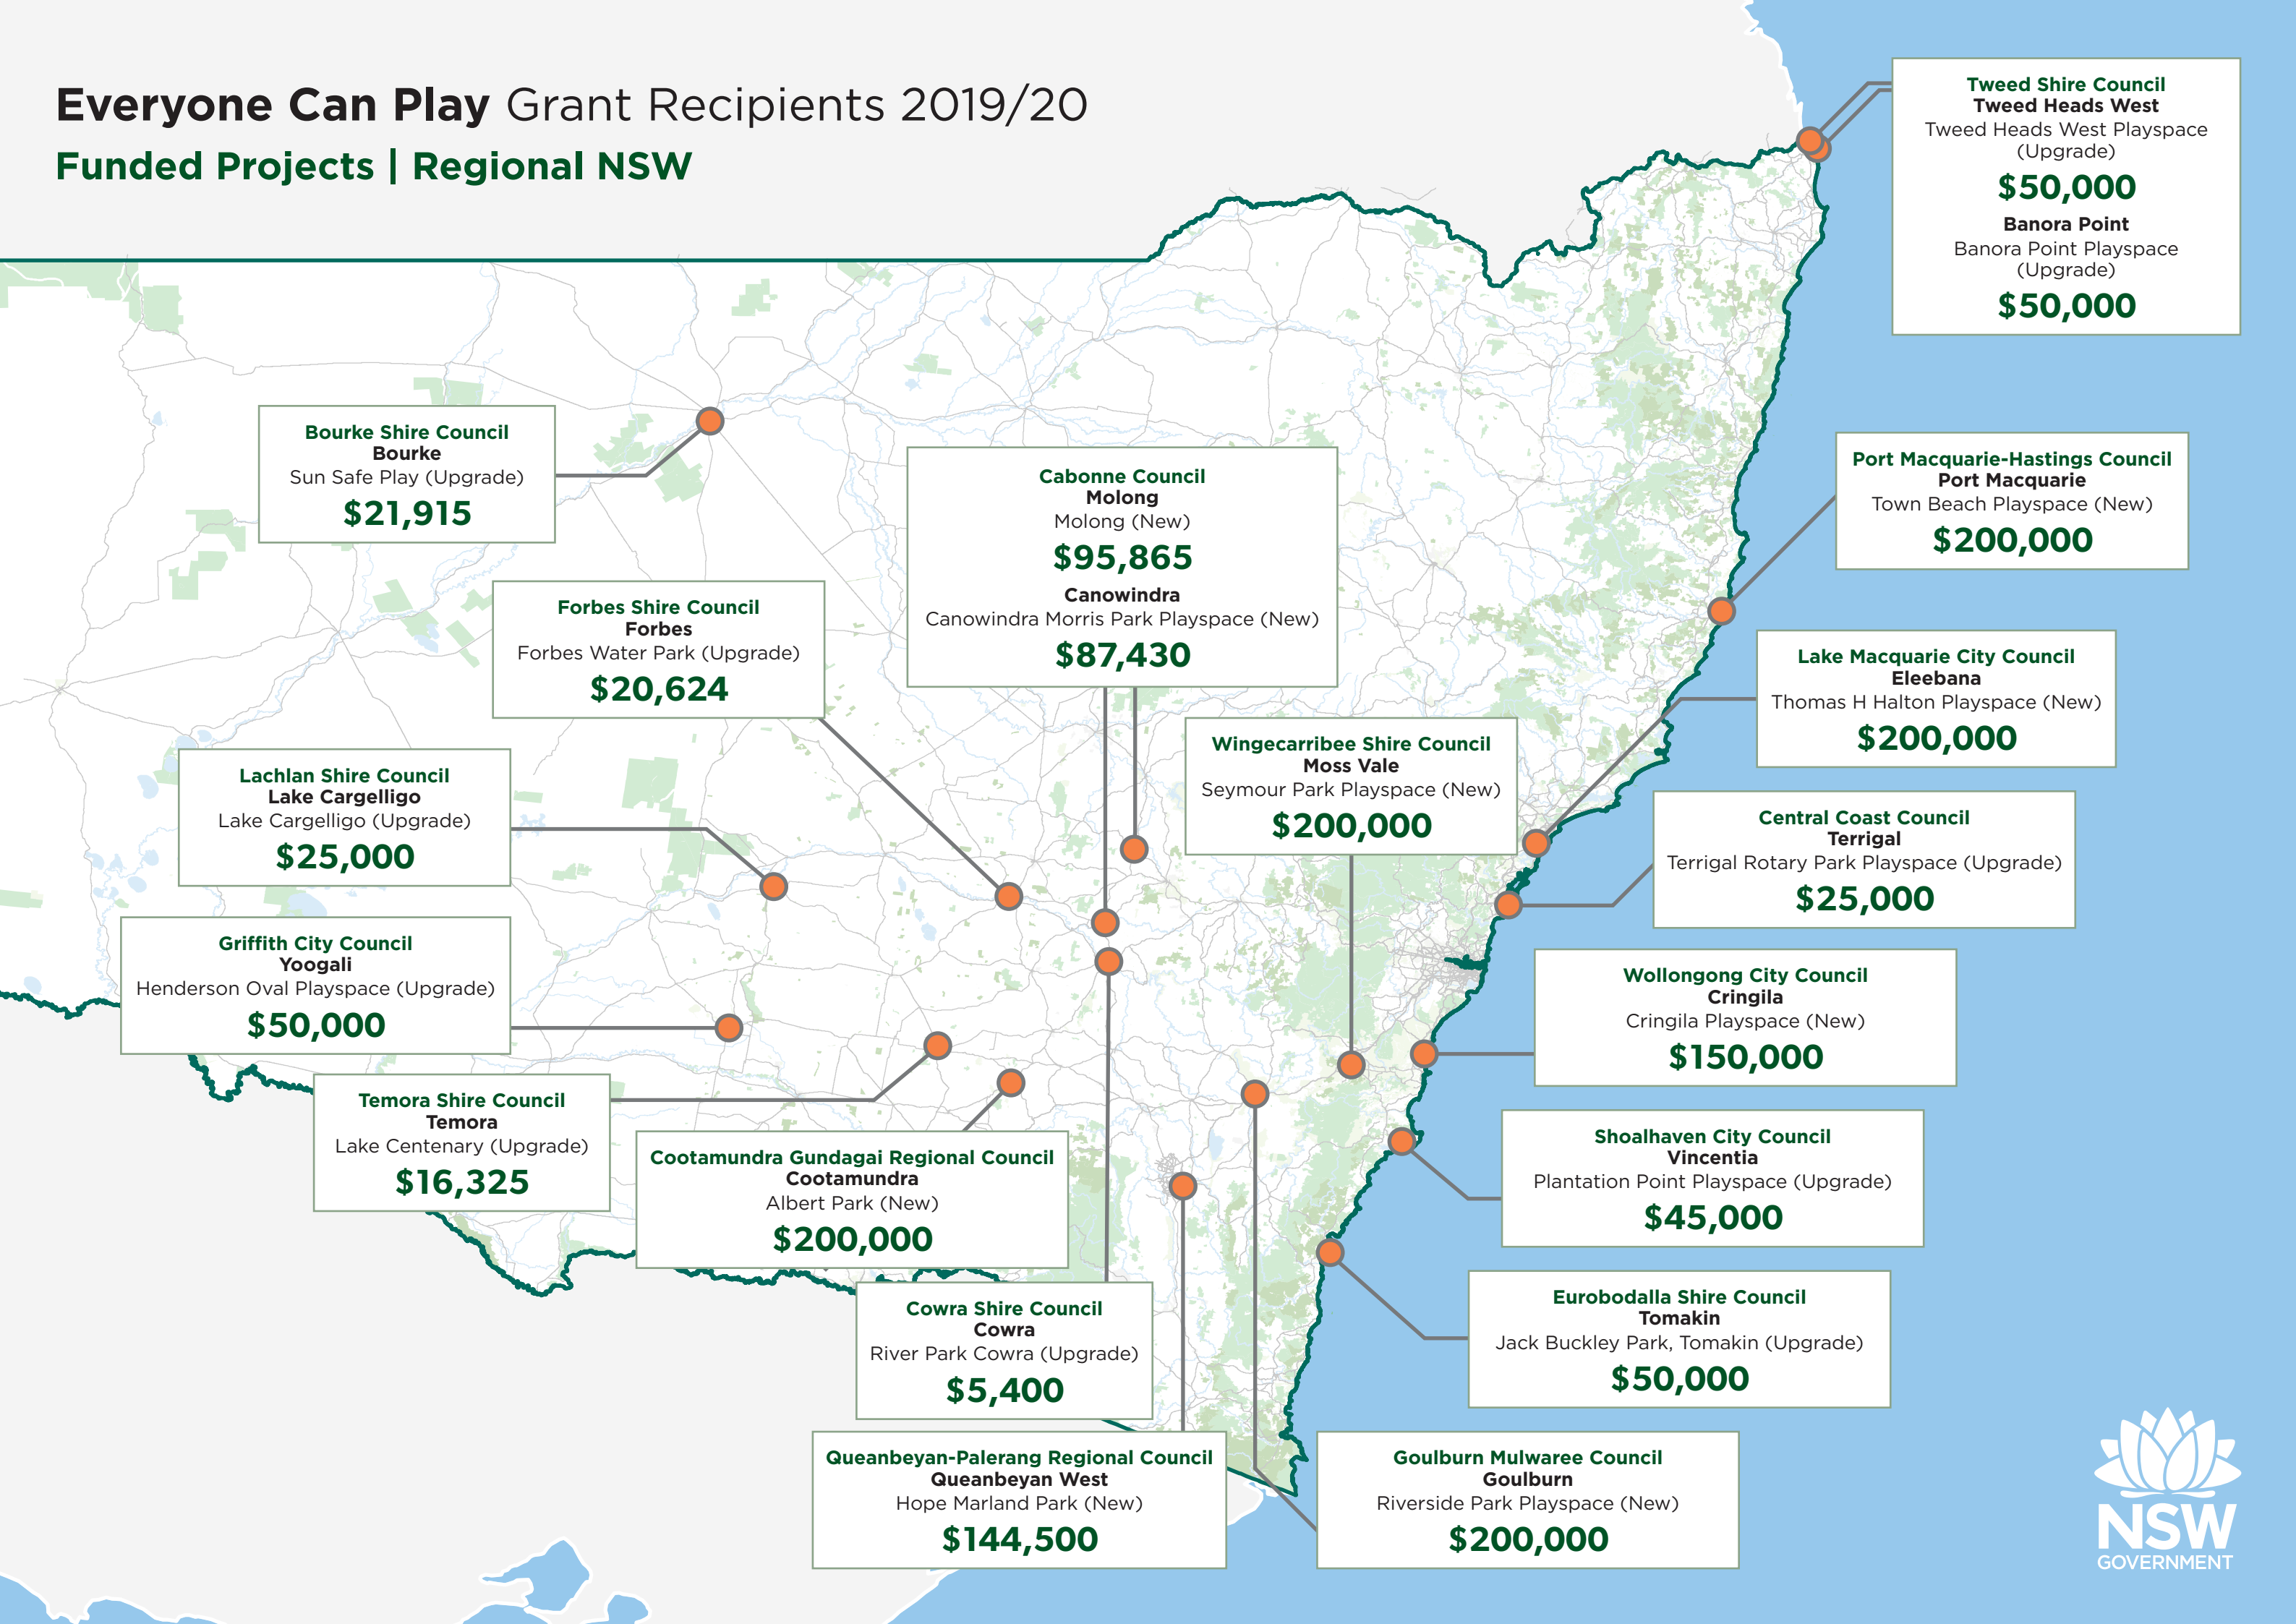 Everyone Can Play Grant Recipients 2019/20
Funded Projects | Regional NSW
Tweed Shire Council
Tweed Heads West
Tweed Heads West Playspace
(Upgrade)
$50,000
Banora Point
Banora Point Playspace
(Upgrade)
$50,000
Bourke Shire Council
Bourke
Sun Safe Play (Upgrade)
$21,915
Cabonne Council
Molong
Molong (New)
$95,865
Canowindra
Canowindra Morris Park Playspace (New)
$87,430
Port Macquarie-Hastings Council
Port Macquarie
Town Beach Playspace (New)
$200,000
Forbes Shire Council
Forbes
Forbes Water Park (Upgrade)
$20,624
Lake Macquarie City Council
Eleebana
Thomas H Halton Playspace (New)
$200,000
Wingecarribee Shire Council
Moss Vale
Seymour Park Playspace (New)
$200,000
Lachlan Shire Council
Lake Cargelligo
Lake Cargelligo (Upgrade)
$25,000
Central Coast Council
Terrigal
Terrigal Rotary Park Playspace (Upgrade)
$25,000
Griffith City Council
Yoogali
Henderson Oval Playspace (Upgrade)
$50,000
Wollongong City Council
Cringila
Cringila Playspace (New)
$150,000
Temora Shire Council
Temora
Lake Centenary (Upgrade)
$16,325
Cootamundra Gundagai Regional Council
Cootamundra
Albert Park (New)
$200,000
Shoalhaven City Council
Vincentia
Plantation Point Playspace (Upgrade)
$45,000
Cowra Shire Council
Cowra
River Park Cowra (Upgrade)
$5,400
Eurobodalla Shire Council
Tomakin
Jack Buckley Park, Tomakin (Upgrade)
$50,000
Queanbeyan-Palerang Regional Council
Queanbeyan West
Hope Marland Park (New)
$144,500
Goulburn Mulwaree Council
Goulburn
Riverside Park Playspace (New)
$200,000
NSW
GOVERNMENT